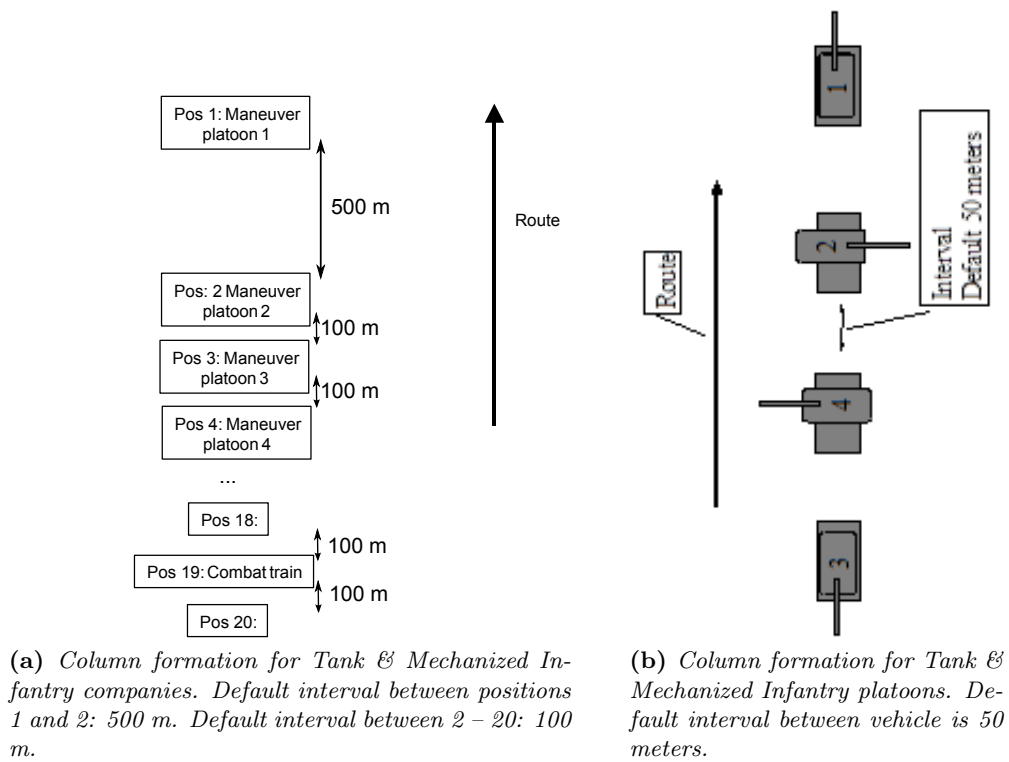 Pos 1: Maneuver
platoon 1
500 m
Route
Pos: 2 Maneuver
platoon 2
100 m
Pos 3: Maneuver
platoon 3
100 m
Pos 4: Maneuver
platoon 4
...
Pos 18:
100 m
Pos 19: Combat train
100 m
Pos 20:
(a) Column formation for Tank & Mechanized In-
fantry companies. Default interval between positions
1 and 2: 500 m. Default interval between 2 – 20: 100
m.
1
2
Interval
Default 50 meters
Route
4
3
(b) Column formation for Tank &
Mechanized Infantry platoons. De-
fault interval between vehicle is 50
meters.